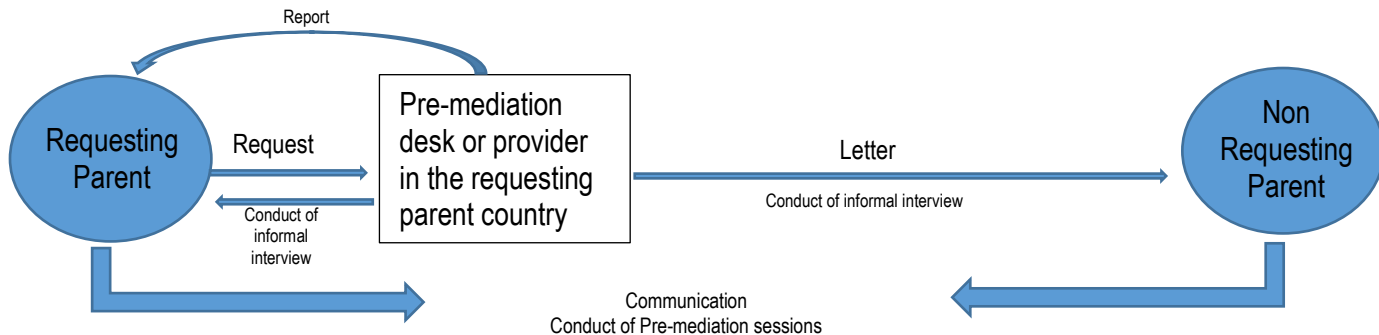 Report
Requesting
Parent
Request
Conduct of
informal
interview
Pre-mediation
desk or provider
in the requesting
parent country
Letter
Conduct of informal interview
Non
Requesting
Parent
Communication
Conduct of Pre-mediation sessions